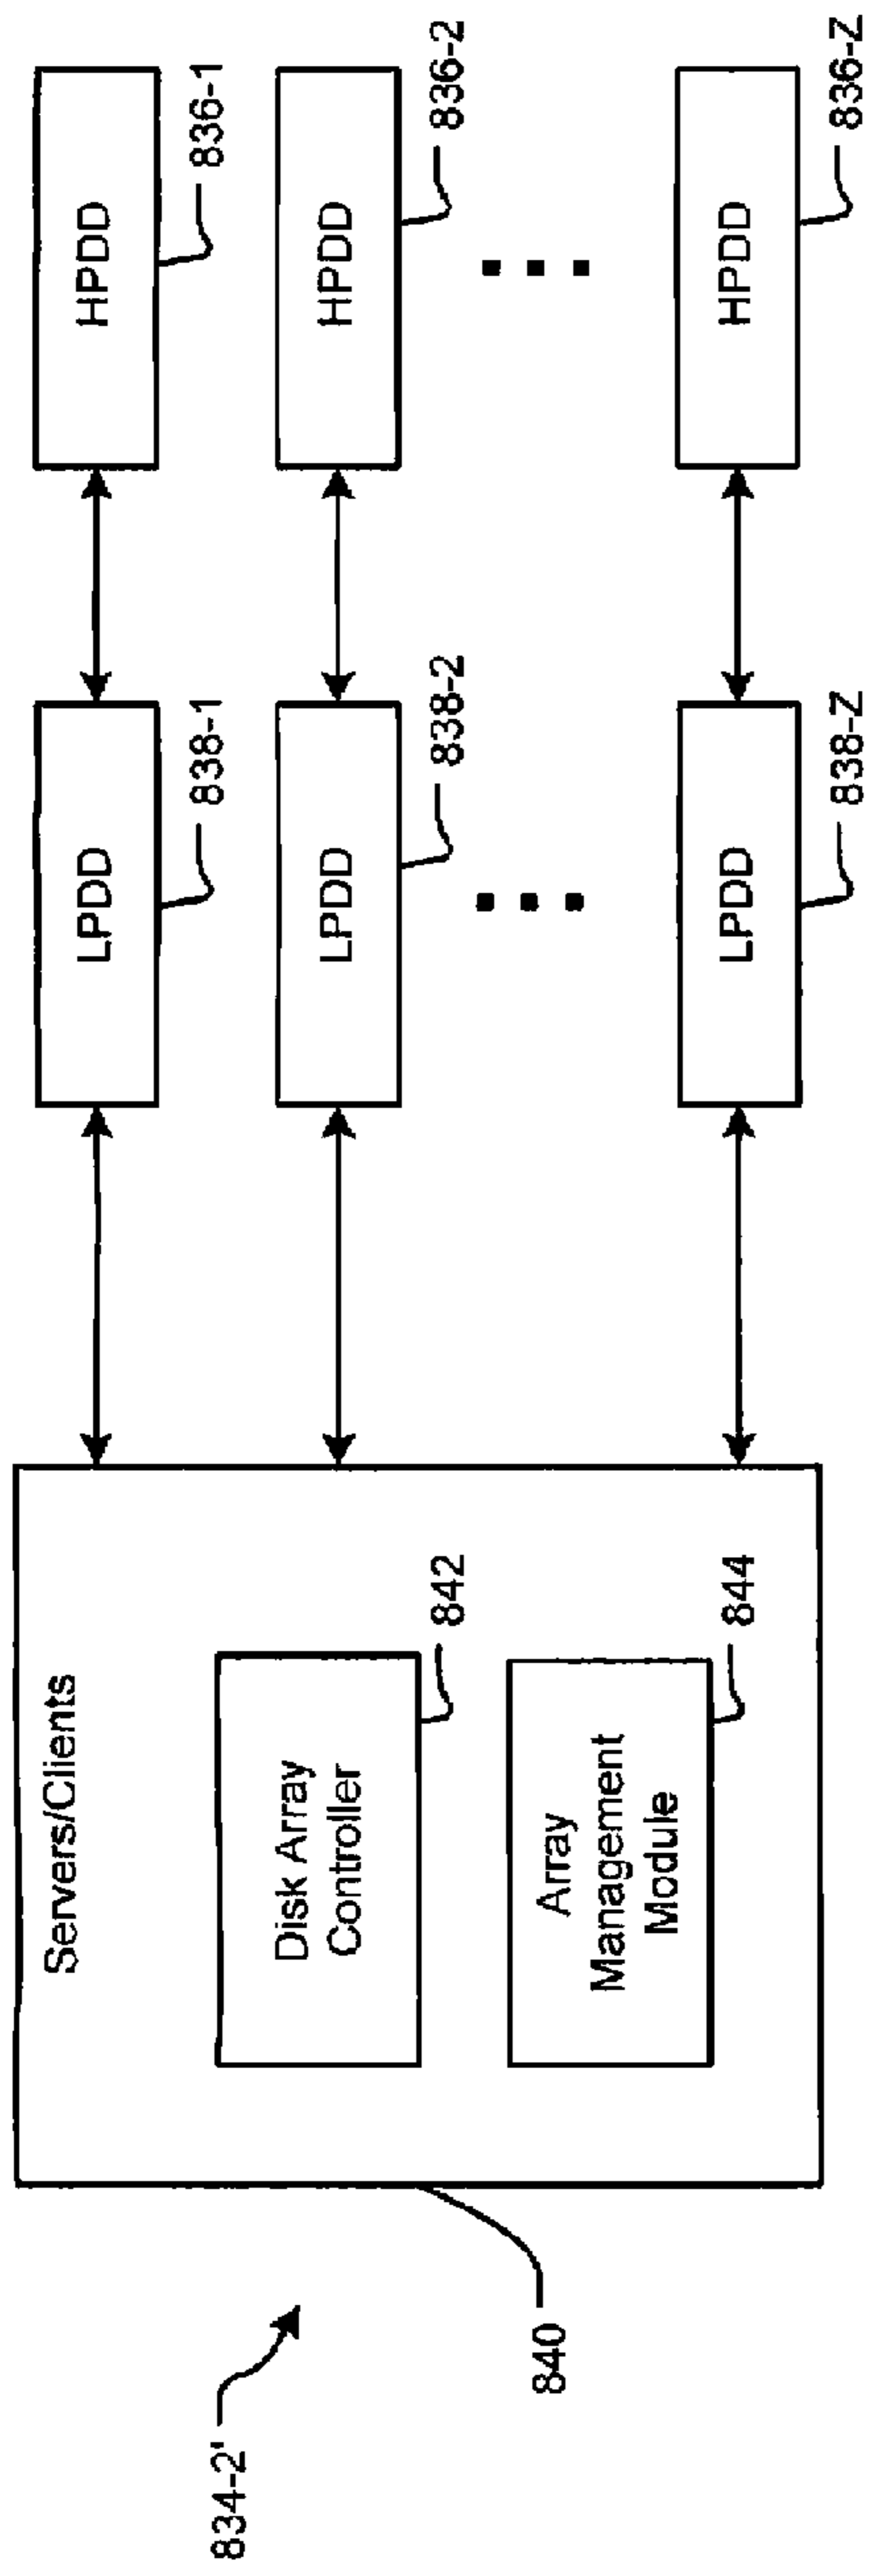 Servers/Clients
Disk Array
Controller
842
Array
Management
Module
844
840
834-2'
LPDD
838-1
HPDD
836-1
LPDD
838-2
HPDD
836-2
LPDD
838-Z
HPDD
836-Z